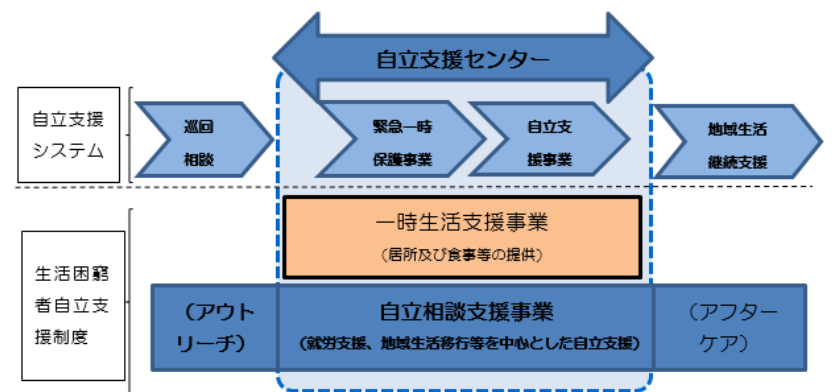 自立支援センター
自立支援
システム
巡回
相談
緊急一時
保護事業
自立支
援事業
地域生活
継続支援
一時生活支援事業
（居所及び食事等の提供）
生活困窮
者自立支
援制度
（アウト
リーチ）
自立相談支援事業
（就労支援、地域生活移行等を中心とした自立支援）
（アフター
ケア）